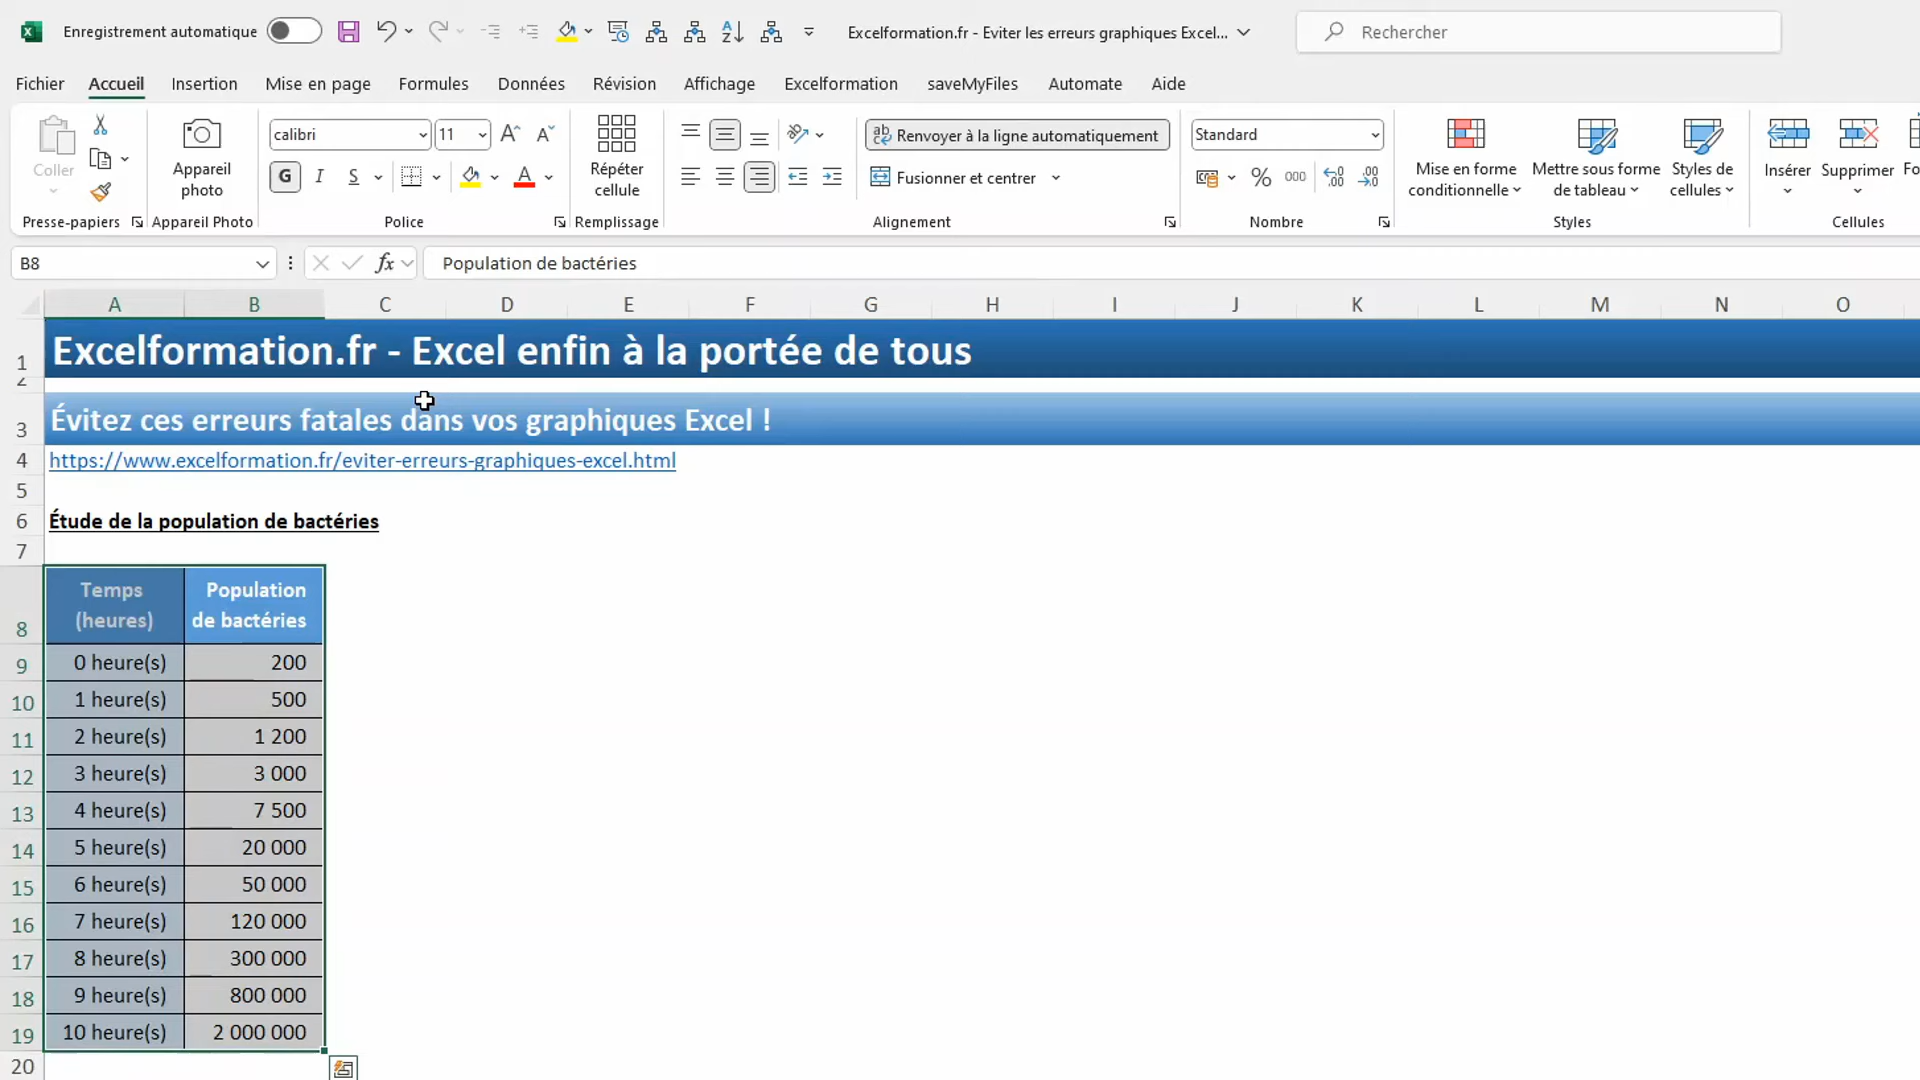 Enregistrement automatique
Excelformation.fr - Eviter les erreurs graphiques Excel...
Rechercher
Fichier Accueil Insertion Mise en page Formules Données Révision Affichage Excelformation saveMyFiles Automate Aide
Coller
Presse-papiers
Appareil
photo
Appareil Photo
calibri 11
G I S
Police
Répéter
cellule
Remplissage
Renvoyer à la ligne automatiquement
Fusionner et centrer
Alignement
Standard
% 000
Nombre
Mise en forme
conditionnelle
Mettre sous forme
de tableau
Styles de
cellules
Styles
Insérer
Supprimer
Cellules
B8
fx
Population de bactéries
A B C D E F G H I J K L M N O
1 Excelformation.fr - Excel enfin à la portée de tous
2
3 Évitez ces erreurs fatales dans vos graphiques Excel !
4 https://www.excelformation.fr/eviter-erreurs-graphiques-excel.html
5
6 Étude de la population de bactéries
7
Temps Population
8 (heures) de bactéries
9 0 heure(s) 200
10 1 heure(s) 500
11 2 heure(s) 1 200
12 3 heure(s) 3 000
13 4 heure(s) 7 500
14 5 heure(s) 20 000
15 6 heure(s) 50 000
16 7 heure(s) 120 000
17 8 heure(s) 300 000
18 9 heure(s) 800 000
19 10 heure(s) 2 000 000
20